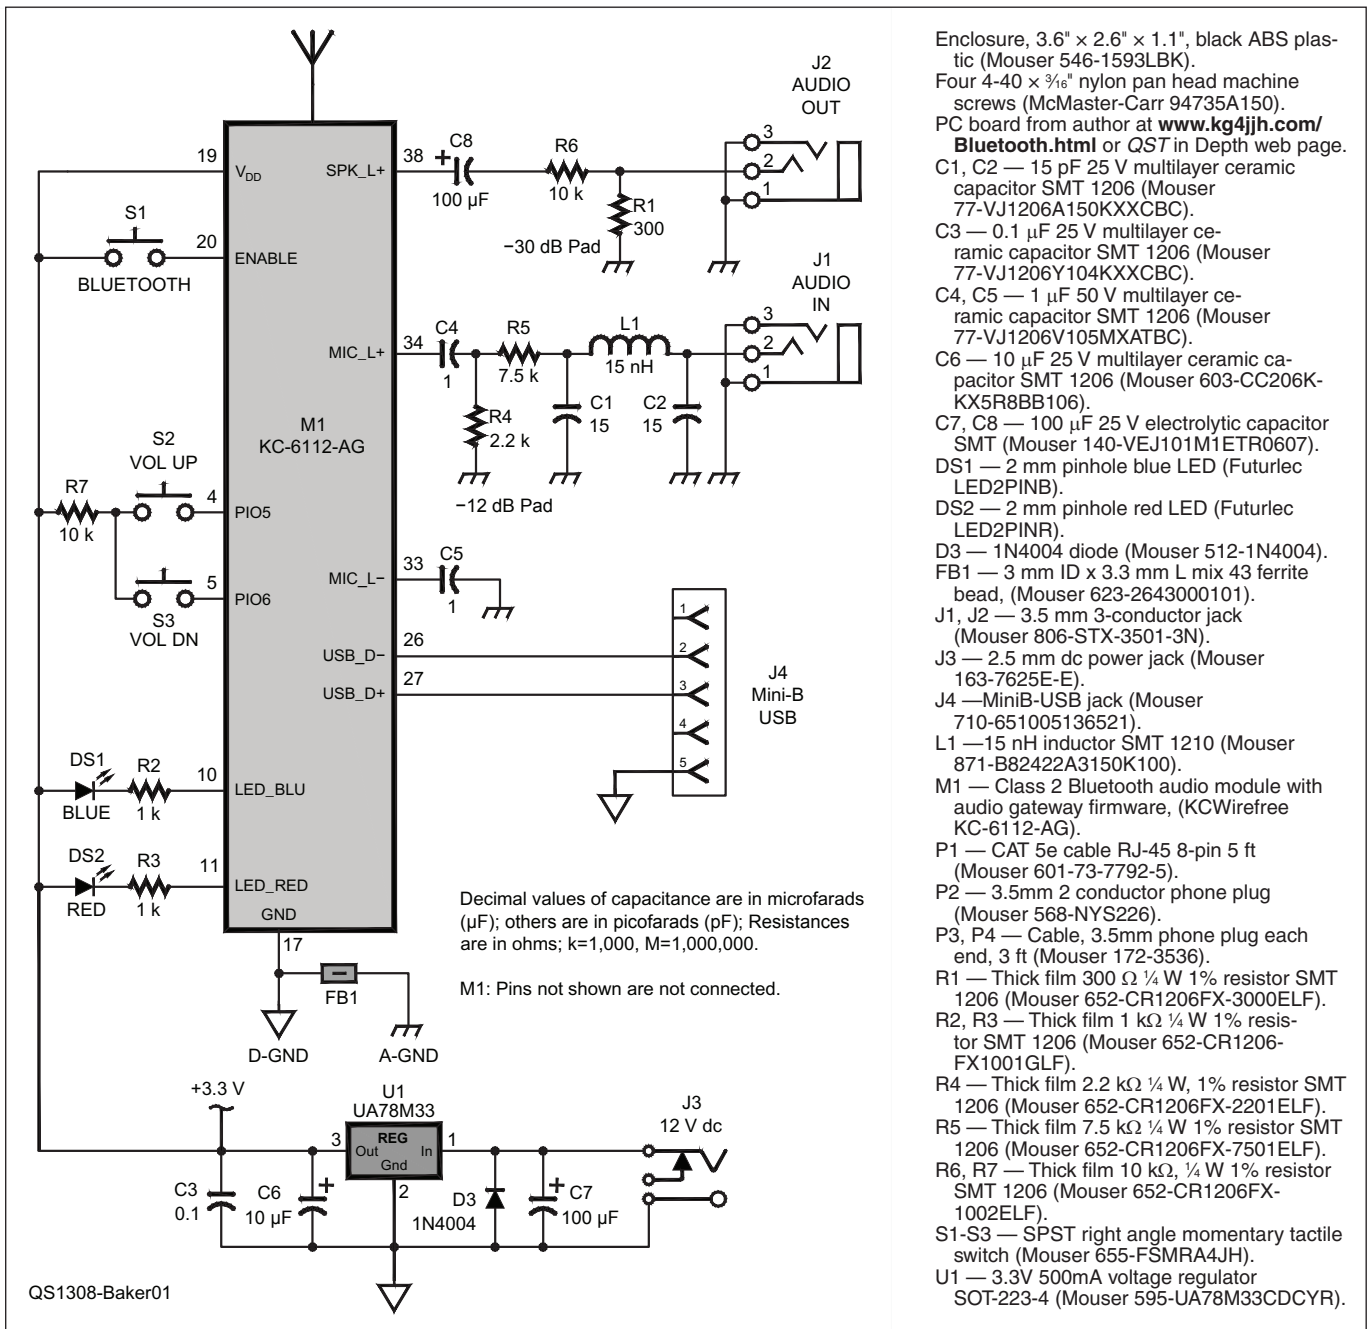 J2
AUDIO
OUT
3
2
1
19
V_DD
SPK_L+
38
+
C8
100 µF
R6
10 k
R1
300
−30 dB Pad
S1
BLUETOOTH
20
ENABLE
J1
AUDIO
IN
3
2
1
MIC_L+
34
C4
1
R5
7.5 k
L1
15 nH
R4
2.2 k
C1
15
C2
15
−12 dB Pad
M1
KC-6112-AG
S2
VOL UP
R7
10 k
4
PIO5
5
PIO6
S3
VOL DN
MIC_L−
33
C5
1
USB_D−
26
USB_D+
27
1
2
3
4
5
J4
Mini-B
USB
DS1
BLUE
R2
1 k
10
LED_BLU
DS2
RED
R3
1 k
11
LED_RED
GND
17
FB1
D-GND
A-GND
Decimal values of capacitance are in microfarads
(µF); others are in picofarads (pF); Resistances
are in ohms; k=1,000, M=1,000,000.
M1: Pins not shown are not connected.
+3.3 V
U1
UA78M33
REG
Out
In
Gnd
3
1
2
J3
12 V dc
C3
0.1
C6
10 µF
+
D3
1N4004
+
C7
100 µF
QS1308-Baker01
Enclosure, 3.6" × 2.6" × 1.1", black ABS plas-
tic (Mouser 546-1593LBK).
Four 4-40 × 3⁄16" nylon pan head machine
screws (McMaster-Carr 94735A150).
PC board from author at www.kg4jjh.com/
Bluetooth.html or QST in Depth web page.
C1, C2 — 15 pF 25 V multilayer ceramic
capacitor SMT 1206 (Mouser
77-VJ1206A150KXXCBC).
C3 — 0.1 µF 25 V multilayer ce-
ramic capacitor SMT 1206 (Mouser
77-VJ1206Y104KXXCBC).
C4, C5 — 1 µF 50 V multilayer ce-
ramic capacitor SMT 1206 (Mouser
77-VJ1206V105MXATBC).
C6 — 10 µF 25 V multilayer ceramic ca-
pacitor SMT 1206 (Mouser 603-CC206K-
KX5R8BB106).
C7, C8 — 100 µF 25 V electrolytic capacitor
SMT (Mouser 140-VEJ101M1ETR0607).
DS1 — 2 mm pinhole blue LED (Futurlec
LED2PINB).
DS2 — 2 mm pinhole red LED (Futurlec
LED2PINR).
D3 — 1N4004 diode (Mouser 512-1N4004).
FB1 — 3 mm ID x 3.3 mm L mix 43 ferrite
bead, (Mouser 623-2643000101).
J1, J2 — 3.5 mm 3-conductor jack
(Mouser 806-STX-3501-3N).
J3 — 2.5 mm dc power jack (Mouser
163-7625E-E).
J4 —MiniB-USB jack (Mouser
710-651005136521).
L1 —15 nH inductor SMT 1210 (Mouser
871-B82422A3150K100).
M1 — Class 2 Bluetooth audio module with
audio gateway firmware, (KCWirefree
KC-6112-AG).
P1 — CAT 5e cable RJ-45 8-pin 5 ft
(Mouser 601-73-7792-5).
P2 — 3.5mm 2 conductor phone plug
(Mouser 568-NYS226).
P3, P4 — Cable, 3.5mm phone plug each
end, 3 ft (Mouser 172-3536).
R1 — Thick film 300 Ω ¼ W 1% resistor SMT
1206 (Mouser 652-CR1206FX-3000ELF).
R2, R3 — Thick film 1 kΩ ¼ W 1% resis-
tor SMT 1206 (Mouser 652-CR1206-
FX1001GLF).
R4 — Thick film 2.2 kΩ ¼ W, 1% resistor SMT
1206 (Mouser 652-CR1206FX-2201ELF).
R5 — Thick film 7.5 kΩ ¼ W 1% resistor SMT
1206 (Mouser 652-CR1206FX-7501ELF).
R6, R7 — Thick film 10 kΩ, ¼ W 1% resistor
SMT 1206 (Mouser 652-CR1206FX-
1002ELF).
S1-S3 — SPST right angle momentary tactile
switch (Mouser 655-FSMRA4JH).
U1 — 3.3V 500mA voltage regulator
SOT-223-4 (Mouser 595-UA78M33CDCYR).